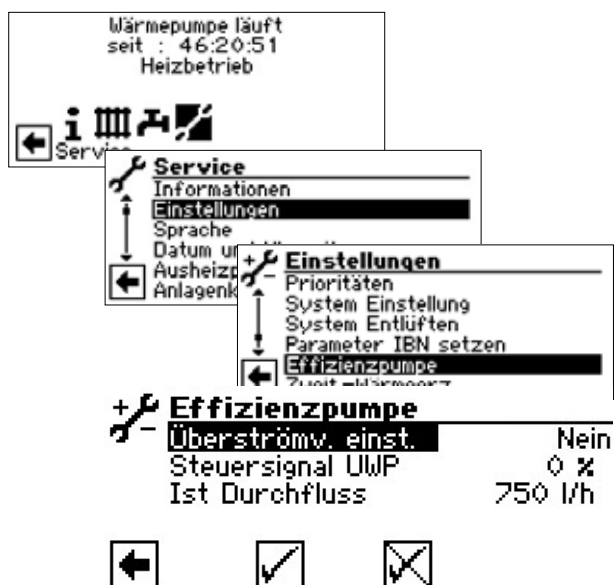 Wärmepumpe läuft
seit : 46:20:51
Heizbetrieb
Service
Service
Informationen
Einstellungen
Sprache
Datum un
Ausheizp
Anlagenk
Einstellungen
Prioritäten
System Einstellung
System Entlüften
Parameter IBN setzen
Effizienzpumpe
Effizienzpumpe
Überströmv. einst. Nein
Steuersignal UWP 0 %
Ist Durchfluss 750 l/h